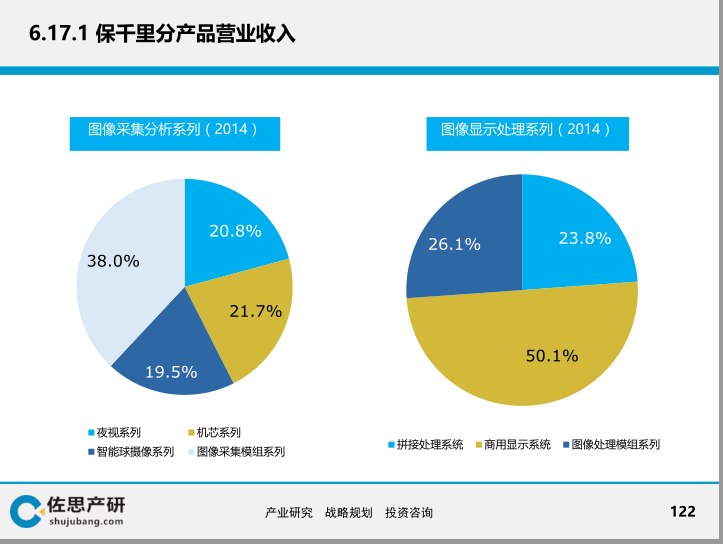 6.17.1 保千里分产品营业收入
图像采集分析系列（2014）
图像显示处理系列（2014）
20.8%
38.0%
21.7%
19.5%
23.8%
26.1%
50.1%
夜视系列 机芯系列
智能球摄像系列 图像采集模组系列
拼接处理系统 商用显示系统 图像处理模组系列
佐思产研
shujubang.com
产业研究 战略规划 投资咨询
122